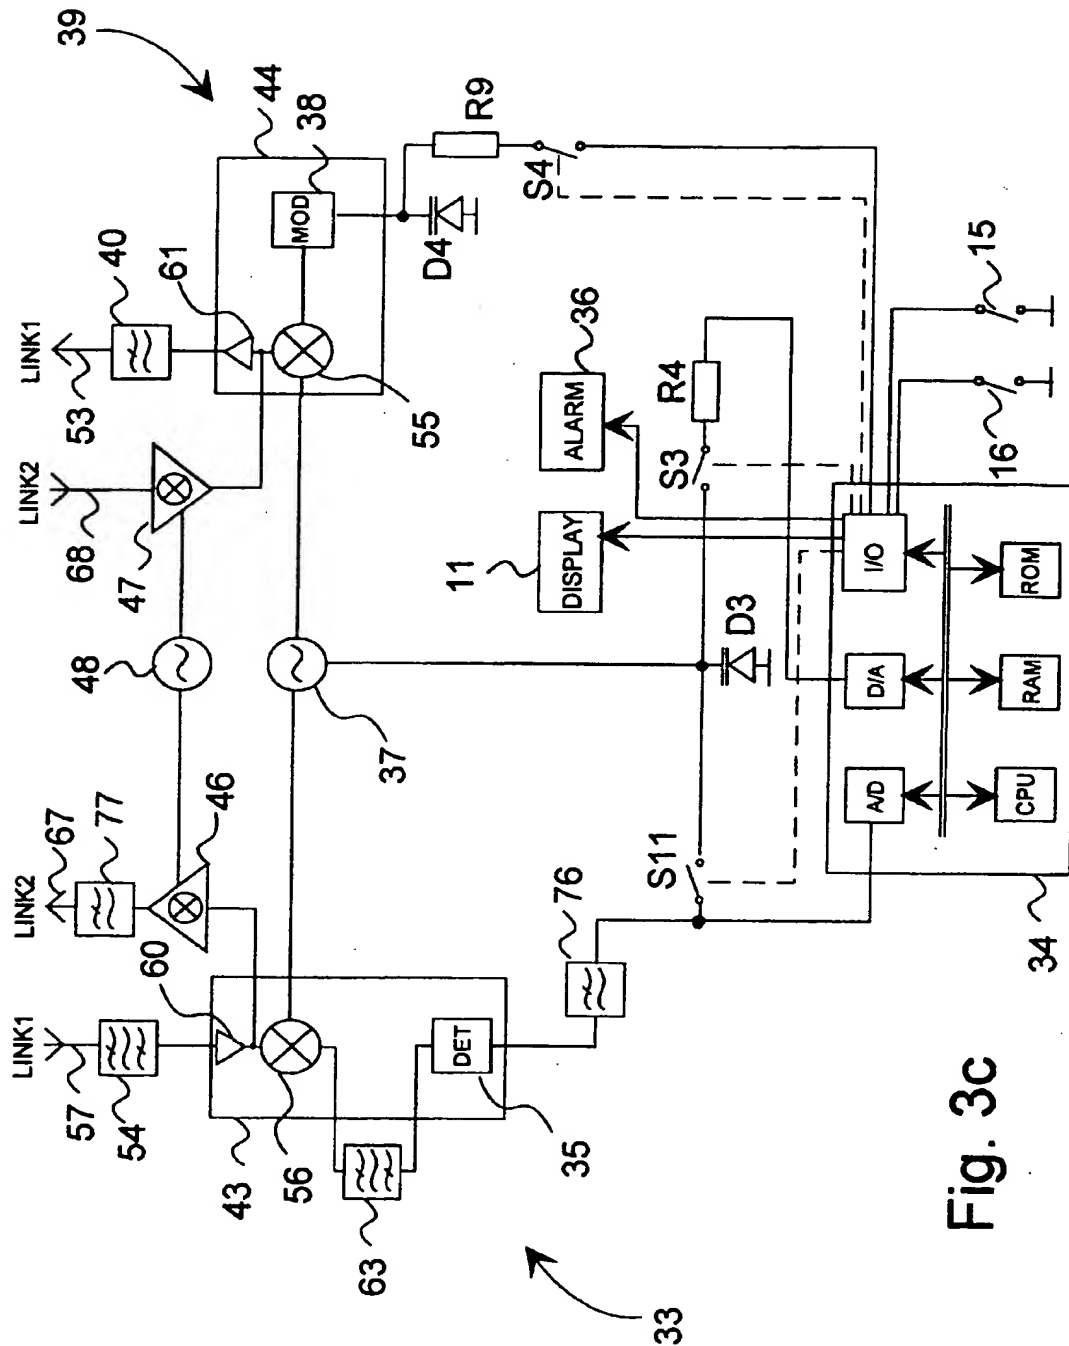 LINK1
LINK2
LINK2
LINK1
39
57
67
68
53
54
77
48
47
40
60
46
61
44
38
MOD
43
56
37
55
63
DET
35
D4
R9
S4
76
S11
11
DISPLAY
ALARM
36
S3
R4
D3
33
A/D
D/A
I/O
16
15
CPU
RAM
ROM
34
Fig. 3c